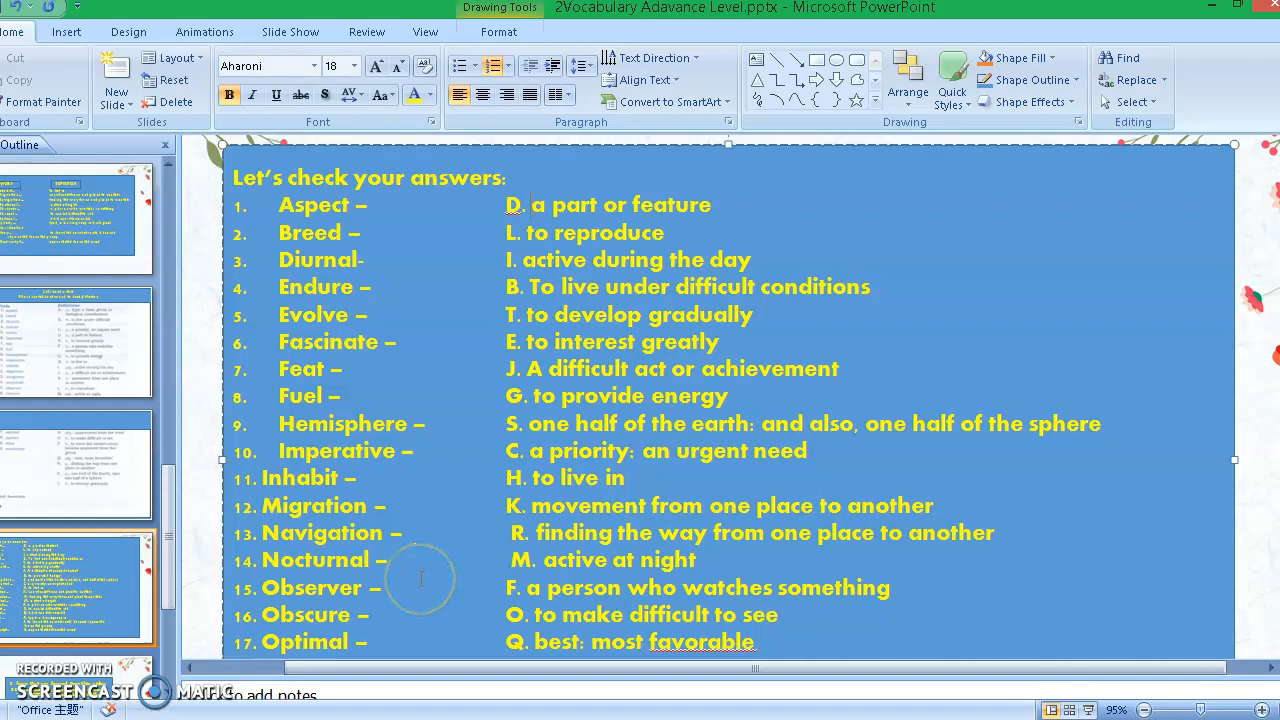 Drawing Tools
2Vocabulary Adavance Level.pptx - Microsoft PowerPoint
Home Insert Design Animations Slide Show Review View Format
Cut
Copy
Format Painter
New Slide
Layout
Reset
Delete
Slides
Aharoni 18
B I U abc S AV Aa A
Font
Text Direction
Align Text
Convert to SmartArt
Paragraph
Arrange
Quick Styles
Shape Fill
Shape Outline
Shape Effects
Drawing
Find
Replace
Select
Editing
Outline
Let's check your answers:
1. Aspect – D. a part or feature
2. Breed – L. to reproduce
3. Diurnal- I. active during the day
4. Endure – B. To live under difficult conditions
5. Evolve – T. to develop gradually
6. Fascinate – E. to interest greatly
7. Feat – J. A difficult act or achievement
8. Fuel – G. to provide energy
9. Hemisphere – S. one half of the earth: and also, one half of the sphere
10. Imperative – C. a priority: an urgent need
11. Inhabit – H. to live in
12. Migration – K. movement from one place to another
13. Navigation – R. finding the way from one place to another
14. Nocturnal – M. active at night
15. Observer – a person who watches something
16. Obsure – O. to make difficult to see
17. Optimal – Q. best: most favorable
RECORDED WITH
SCREENCAST MATIC
to add notes
"Office 主题"
95%